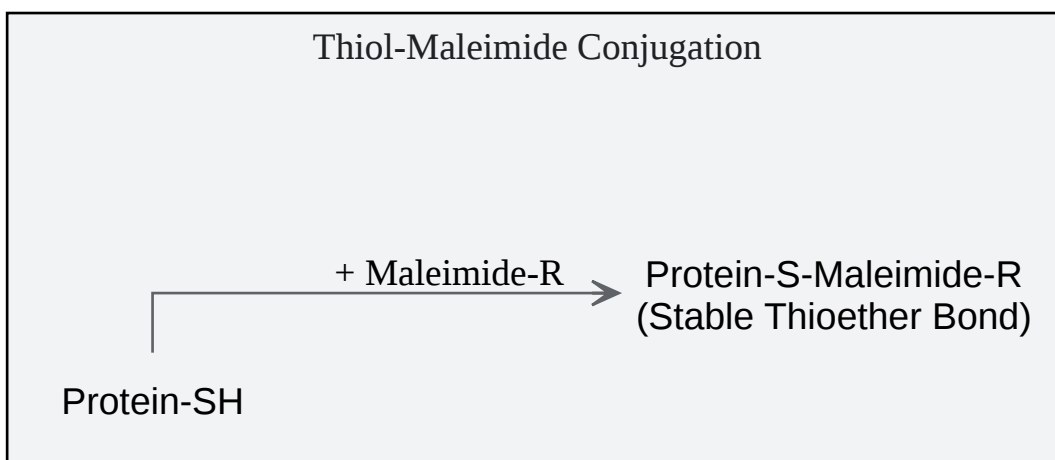 Thiol-Maleimide Conjugation
+ Maleimide-R
Protein-S-Maleimide-R
(Stable Thioether Bond)
Protein-SH